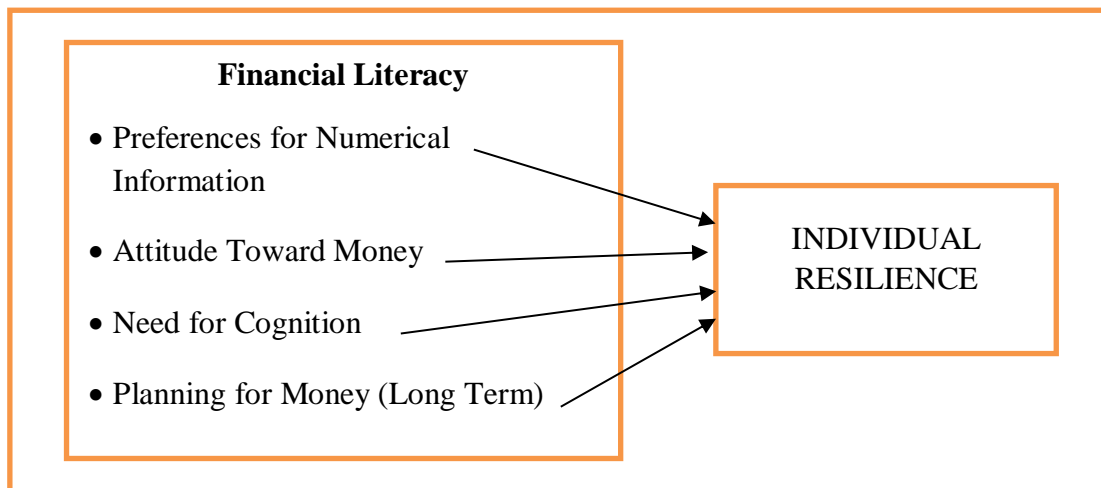 Financial Literacy
• Preferences for Numerical
Information
• Attitude Toward Money
• Need for Cognition
• Planning for Money (Long Term)
INDIVIDUAL
RESILIENCE